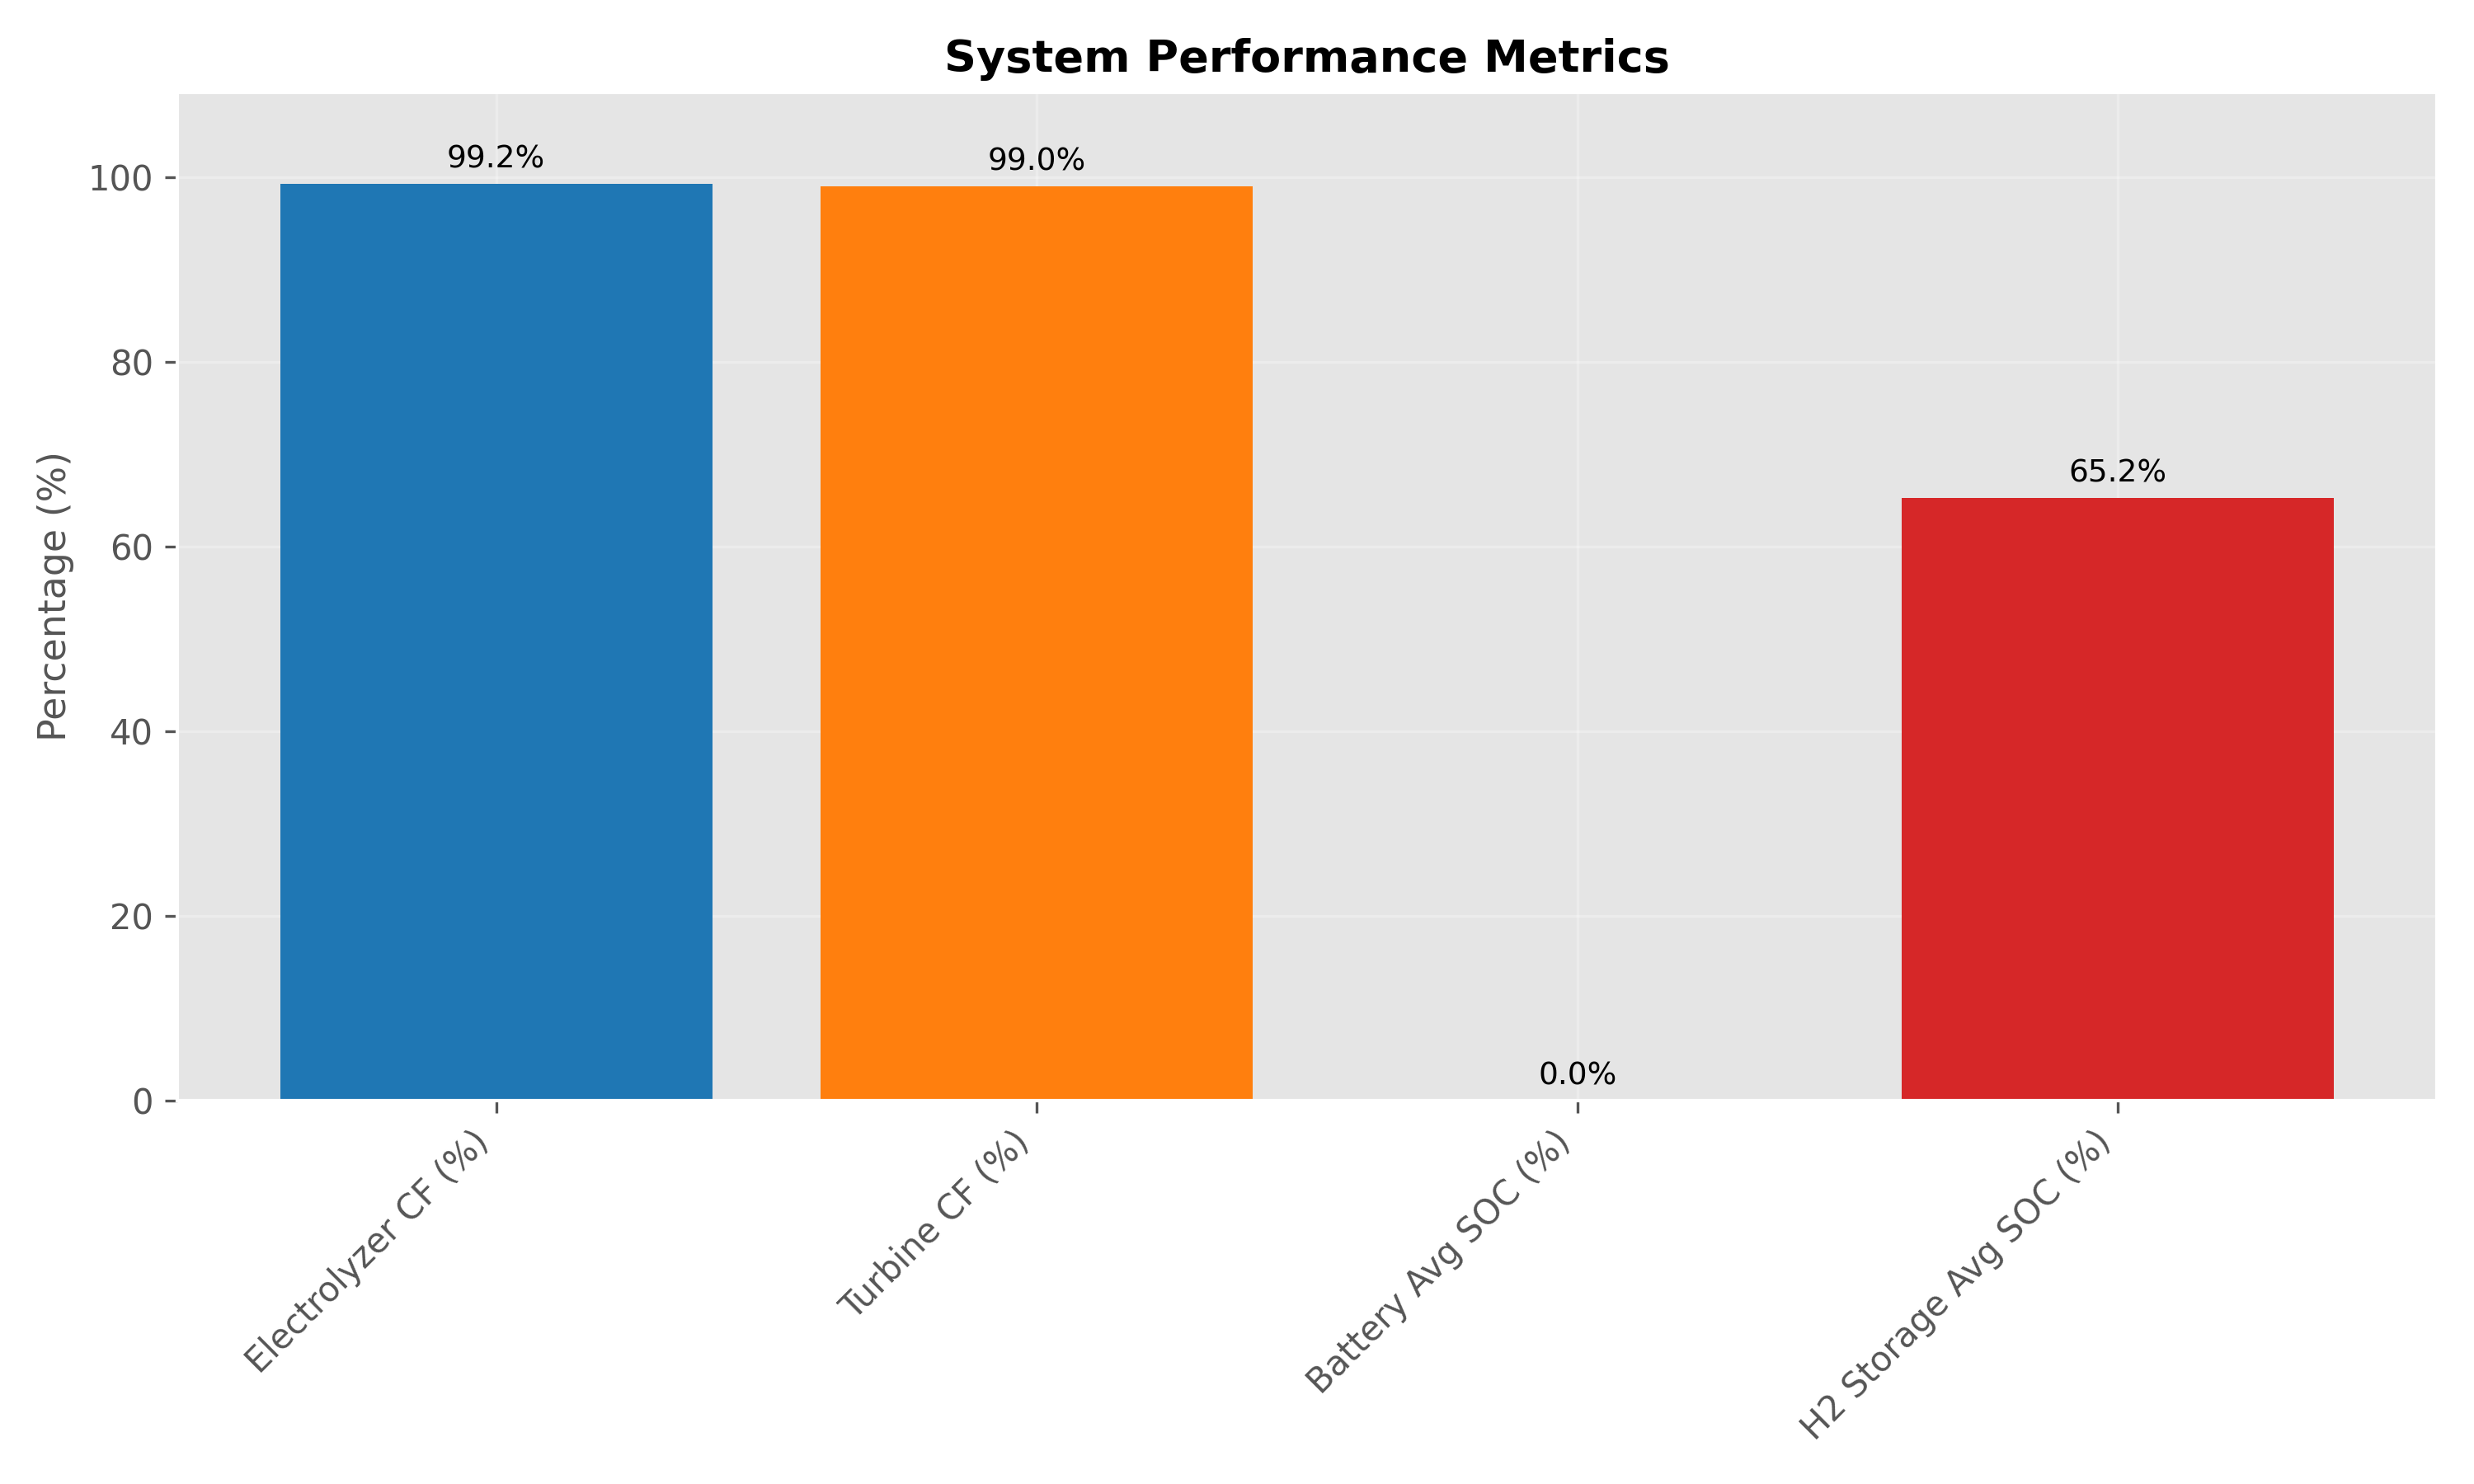 System Performance Metrics
99.2%
99.0%
0.0%
65.2%
Percentage (%)
100
80
60
40
20
0
Electrolyzer CF (%)
Turbine CF (%)
Battery Avg SOC (%)
H2 Storage Avg SOC (%)